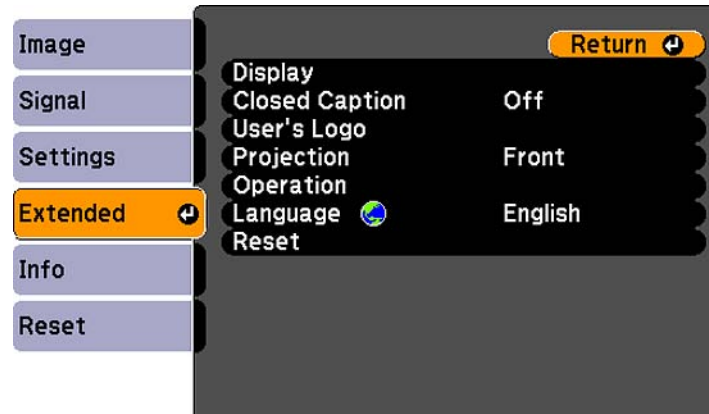 Image
Signal
Settings
Extended
Info
Reset
Return
Display
Closed Caption Off
User's Logo
Projection Front
Operation
Language English
Reset